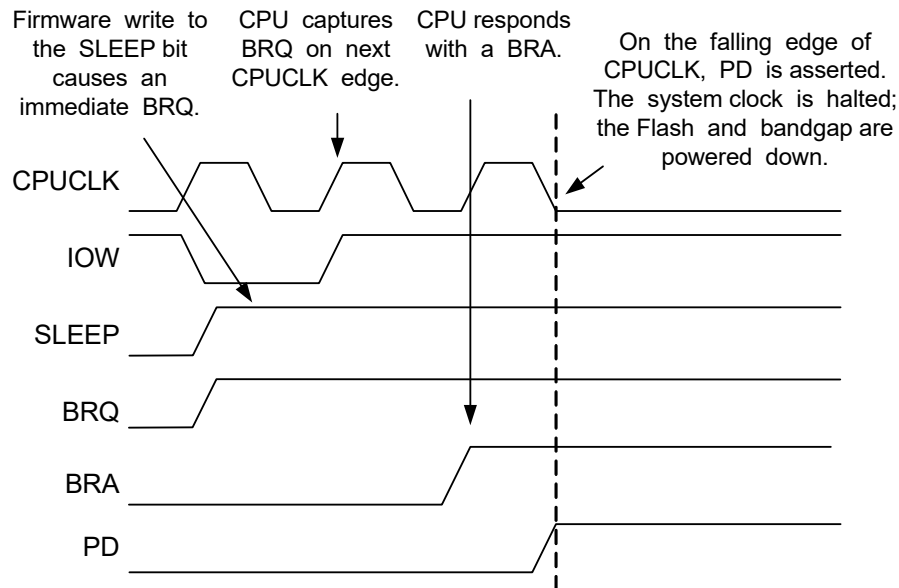 Firmware write to
the SLEEP bit
causes an
immediate BRQ.
CPU captures
BRQ on next
CPUCLK edge.
CPU responds
with a BRA.
On the falling edge of
CPUCLK, PD is asserted.
The system clock is halted;
the Flash and bandgap are
powered down.
CPUCLK
IOW
SLEEP
BRQ
BRA
PD